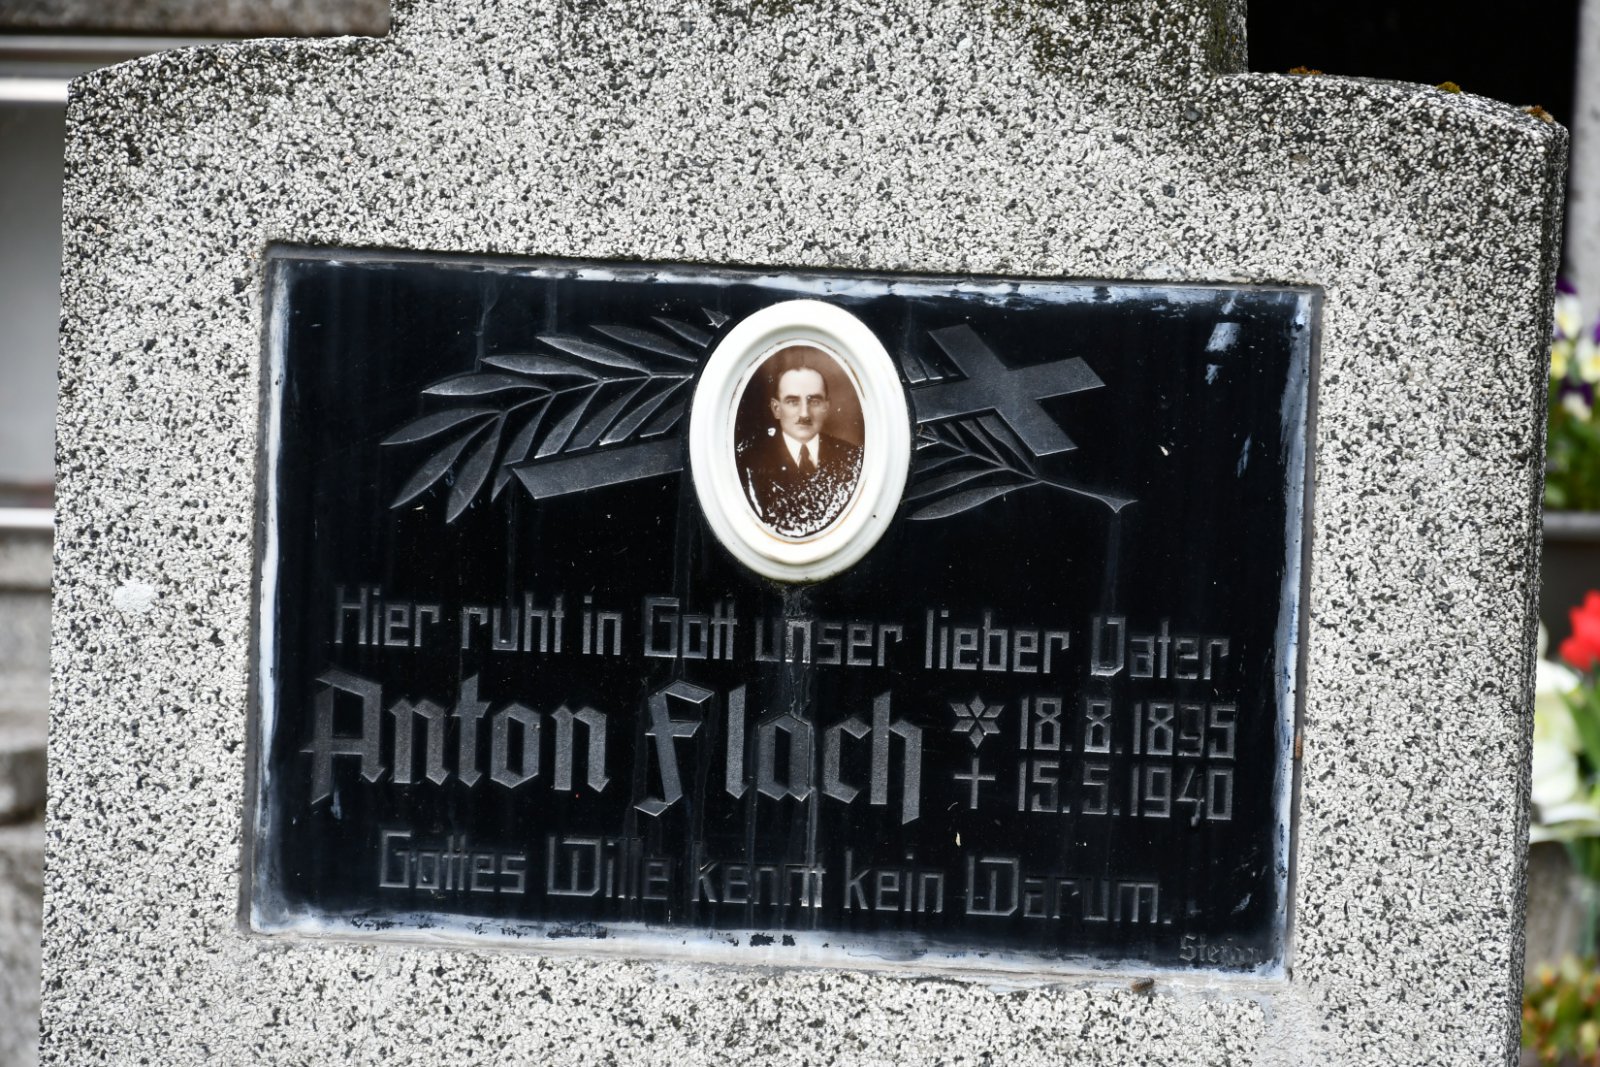 Hier ruht in Gott unser lieber Vater
Anton Flach * 18.8.1895
+ 15.5.1940
Gottes Wille kennt kein Warum.